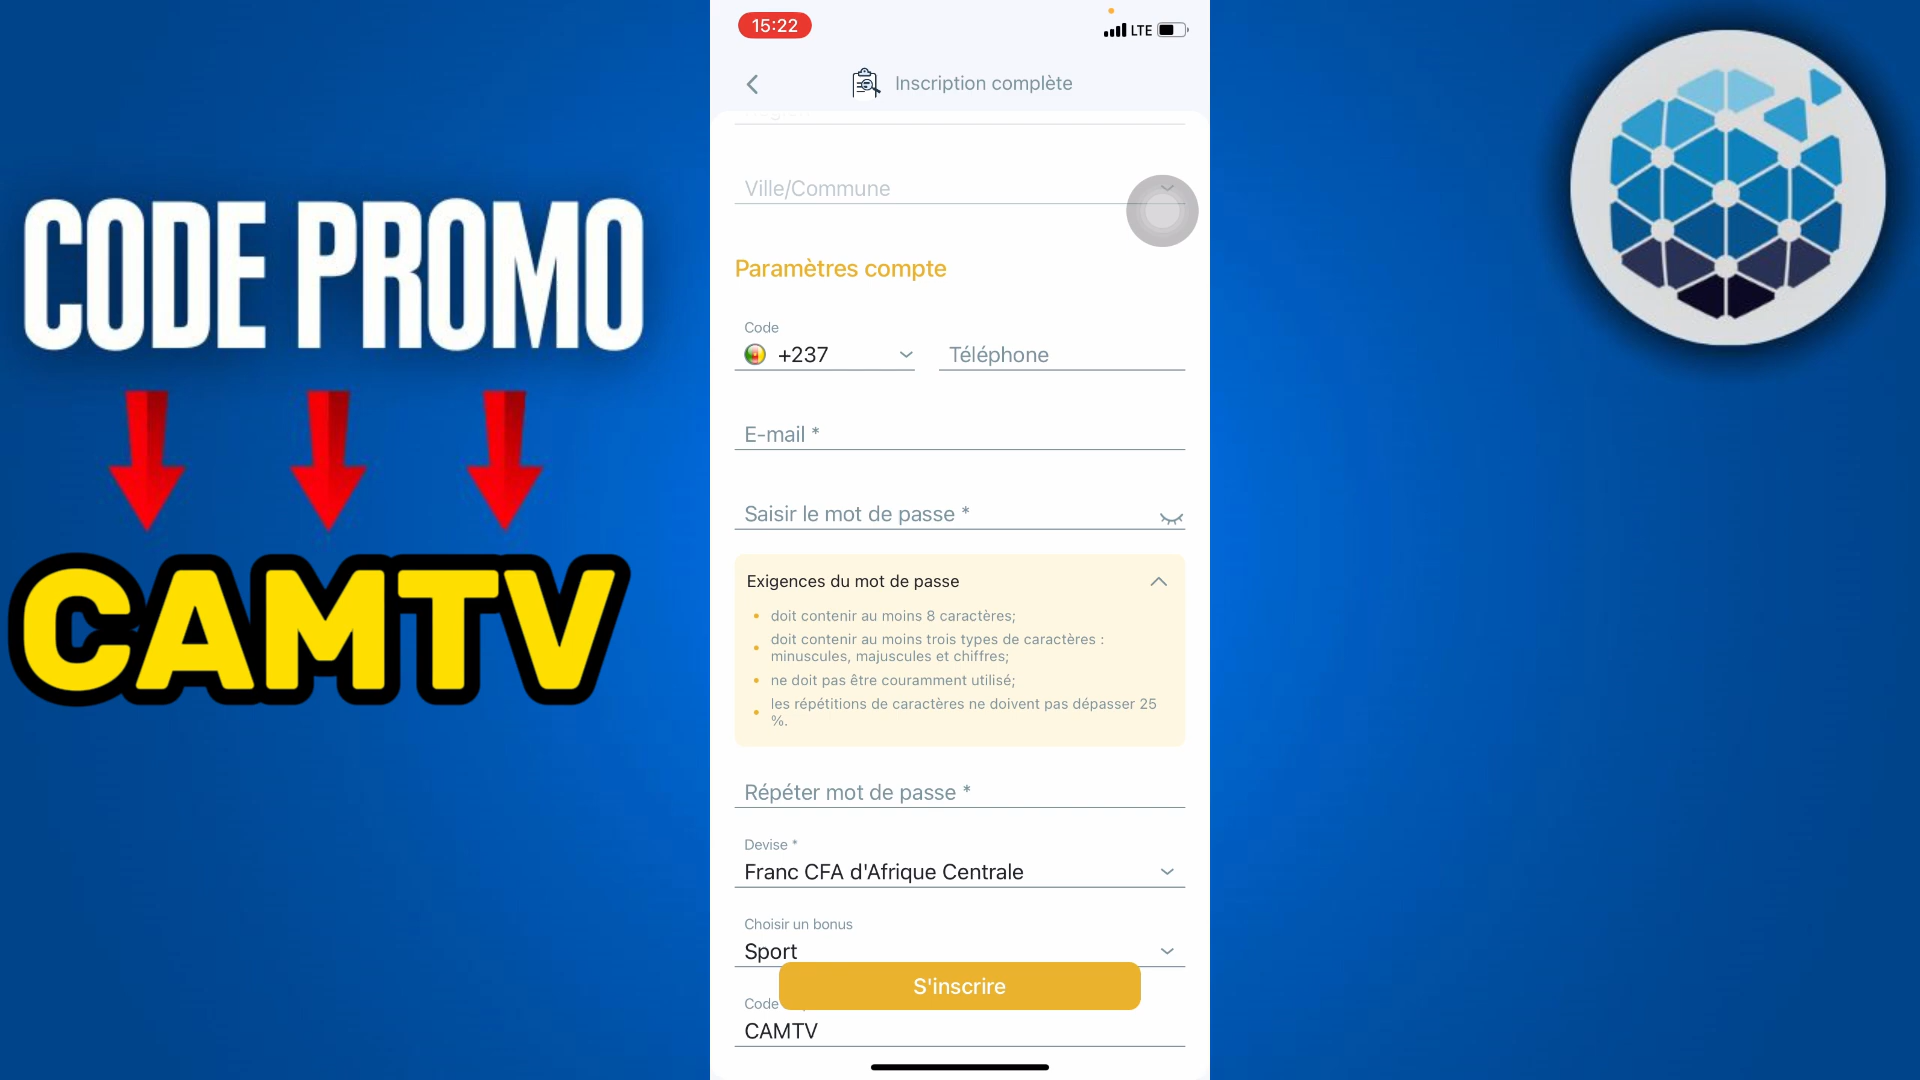 CODE PROMO
CAMTV
15:22
LTE
Inscription complète
Ville/Commune
Paramètres compte
Code
+237
Téléphone
E-mail *
Saisir le mot de passe *
Exigences du mot de passe
doit contenir au moins 8 caractères;
doit contenir au moins trois types de caractères :
minuscules, majuscules et chiffres;
ne doit pas être couramment utilisé;
les répétitions de caractères ne doivent pas dépasser 25
%.
Répéter mot de passe *
Devise *
Franc CFA d'Afrique Centrale
Choisir un bonus
Sport
S'inscrire
Code
CAMTV